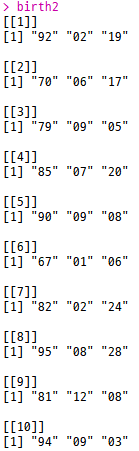 > birth2
[[1]]
[1] "92" "02" "19"
[[2]]
[1] "70" "06" "17"
[[3]]
[1] "79" "09" "05"
[[4]]
[1] "85" "07" "20"
[[5]]
[1] "90" "09" "08"
[[6]]
[1] "67" "01" "06"
[[7]]
[1] "82" "02" "24"
[[8]]
[1] "95" "08" "28"
[[9]]
[1] "81" "12" "08"
[[10]]
[1] "94" "09" "03"